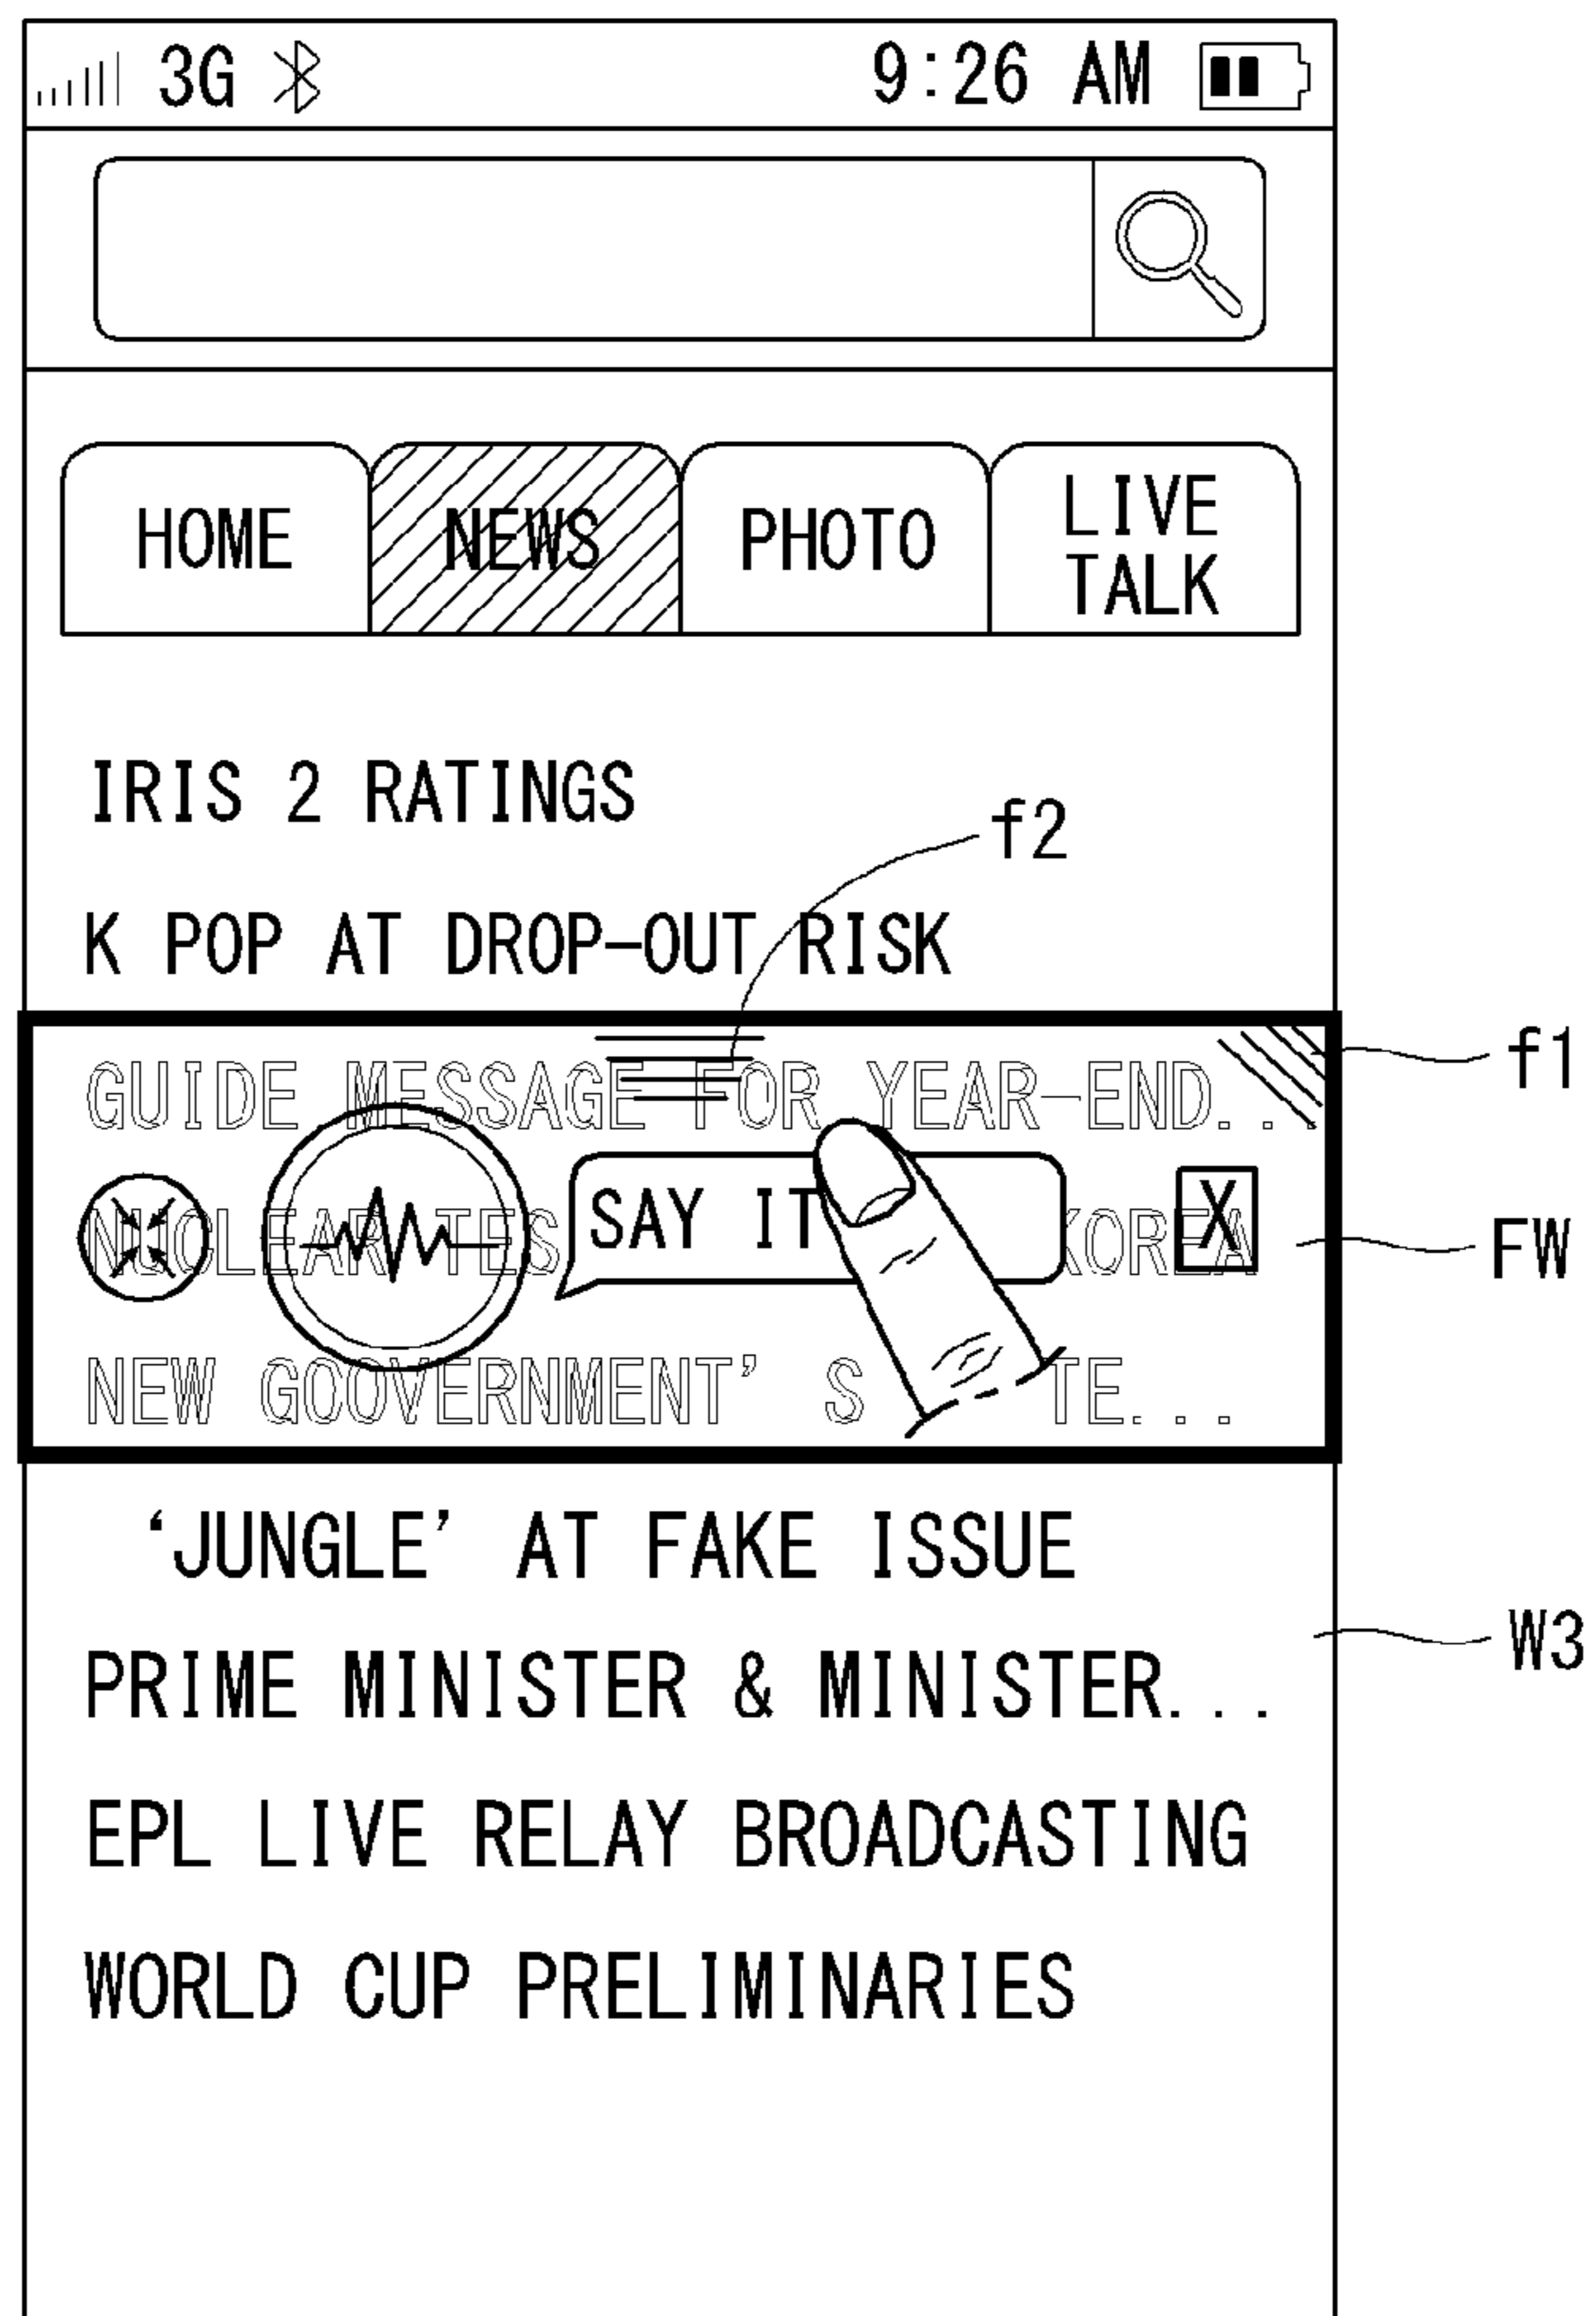 3G 9:26 AM
HOME NEWS PHOTO LIVE TALK
IRIS 2 RATINGS
f2
K POP AT DROP-OUT RISK
f1
GUIDE MESSAGE FOR YEAR-END...
SAY IT
X
NUCLEAR TES KOREA
FW
NEW GOOVERNMENT' S TE...
'JUNGLE' AT FAKE ISSUE
W3
PRIME MINISTER & MINISTER...
EPL LIVE RELAY BROADCASTING
WORLD CUP PRELIMINARIES